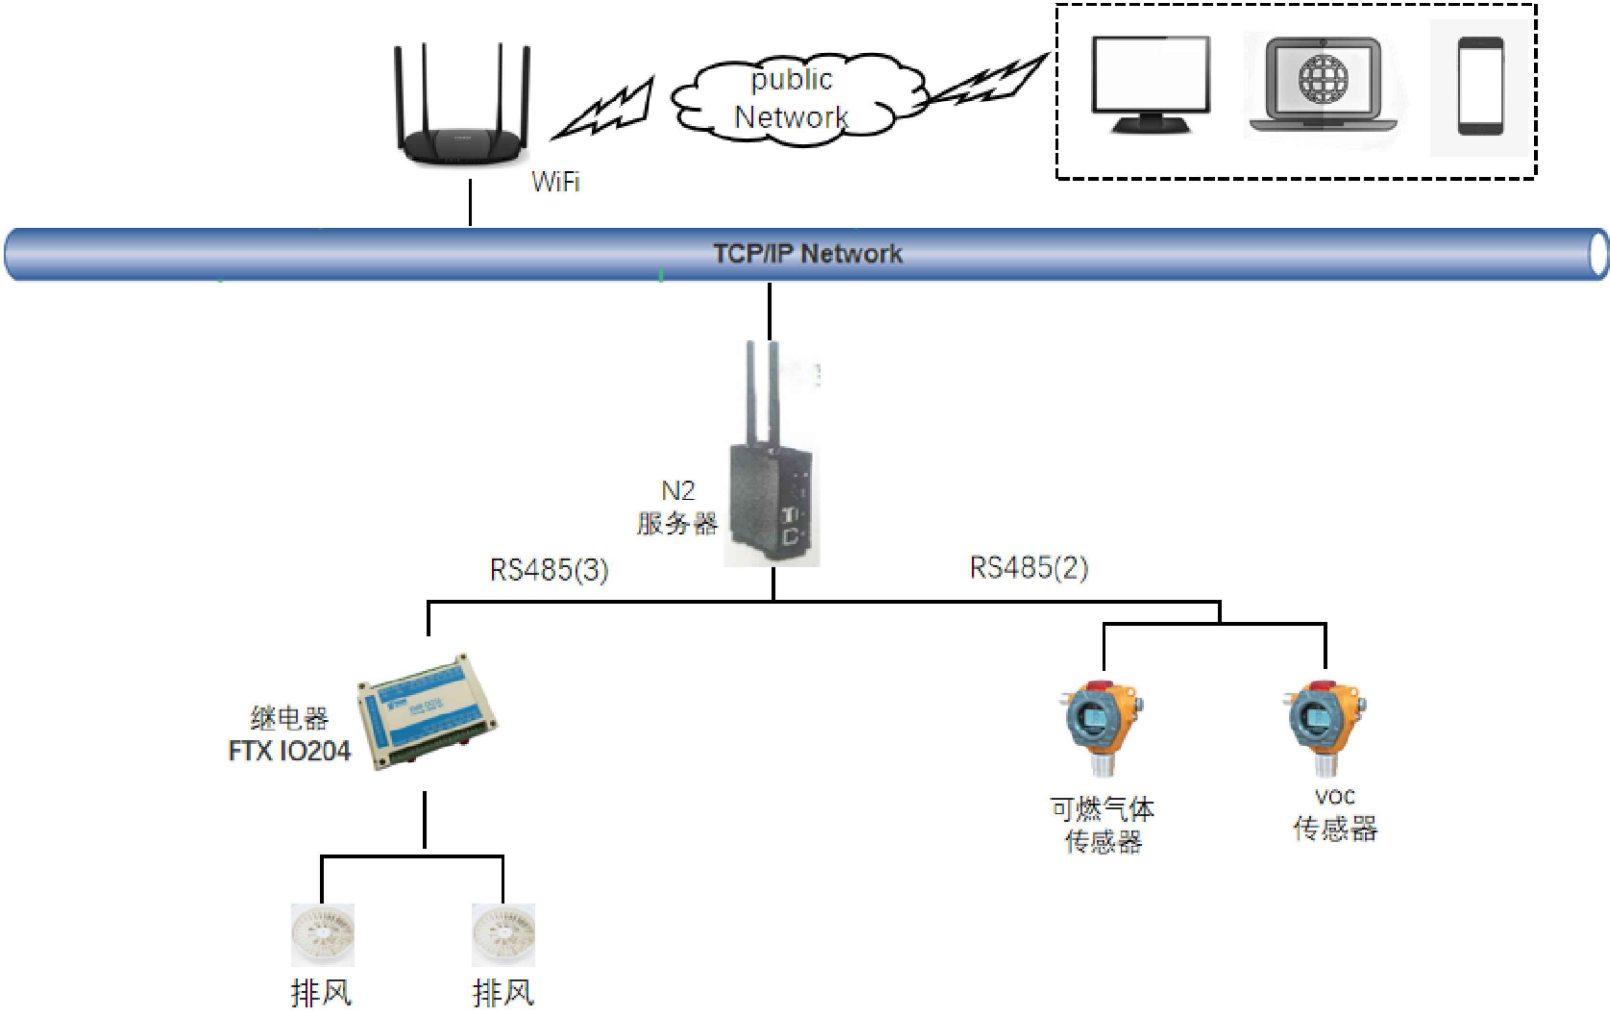 public
Network
WiFi
TCP/IP Network
N2
服务器
RS485(3)
RS485(2)
继电器
FTX IO204
可燃气体
传感器
voc
传感器
排风
排风